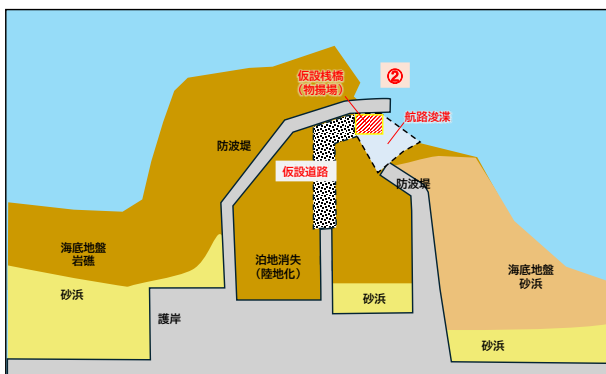 仮設桟橋
(物揚場)
②
航路浚渫
防波堤
仮設道路
防波堤
海底地盤
岩礁
泊地消失
(陸地化)
海底地盤
砂浜
砂浜
砂浜
護岸
砂浜